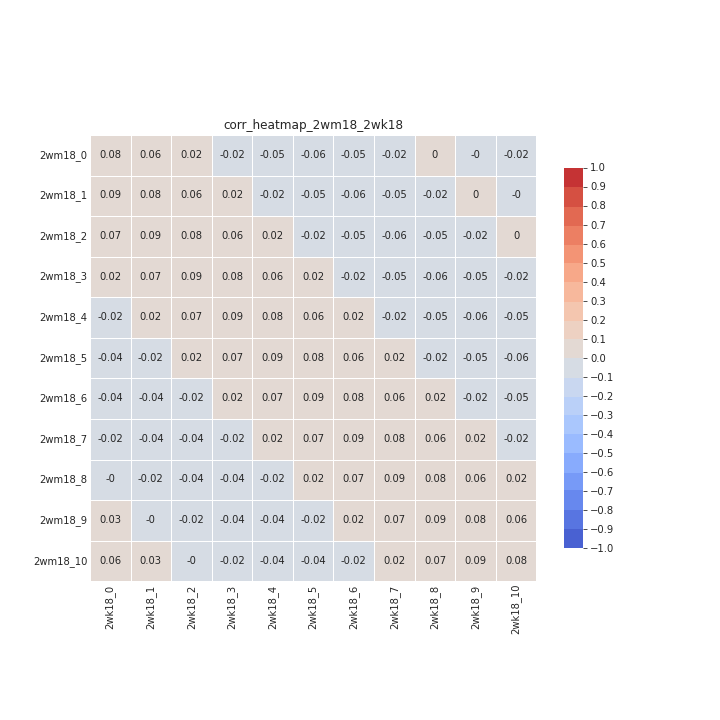 corr_heatmap_2wm18_2wk18
2wm18_0 0.08 0.06 0.02 -0.02 -0.05 -0.06 -0.05 -0.02 0 -0 -0.02
2wm18_1 0.09 0.08 0.06 0.02 -0.02 -0.05 -0.06 -0.05 -0.02 0 -0
2wm18_2 0.07 0.09 0.08 0.06 0.02 -0.02 -0.05 -0.06 -0.05 -0.02 0
2wm18_3 0.02 0.07 0.09 0.08 0.06 0.02 -0.02 -0.05 -0.06 -0.05 -0.02
2wm18_4 -0.02 0.02 0.07 0.09 0.08 0.06 0.02 -0.02 -0.05 -0.06 -0.05
2wm18_5 -0.04 -0.02 0.02 0.07 0.09 0.08 0.06 0.02 -0.02 -0.05 -0.06
2wm18_6 -0.04 -0.04 -0.02 0.02 0.07 0.09 0.08 0.06 0.02 -0.02 -0.05
2wm18_7 -0.02 -0.04 -0.04 -0.02 0.02 0.07 0.09 0.08 0.06 0.02 -0.02
2wm18_8 -0 -0.02 -0.04 -0.04 -0.02 0.02 0.07 0.09 0.08 0.06 0.02
2wm18_9 0.03 -0 -0.02 -0.04 -0.04 -0.02 0.02 0.07 0.09 0.08 0.06
2wm18_10 0.06 0.03 -0 -0.02 -0.04 -0.04 -0.02 0.02 0.07 0.09 0.08
2wk18_0 2wk18_1 2wk18_2 2wk18_3 2wk18_4 2wk18_5 2wk18_6 2wk18_7 2wk18_8 2wk18_9 2wk18_10
1.0
0.9
0.8
0.7
0.6
0.5
0.4
0.3
0.2
0.1
0.0
−0.1
−0.2
−0.3
−0.4
−0.5
−0.6
−0.7
−0.8
−0.9
−1.0